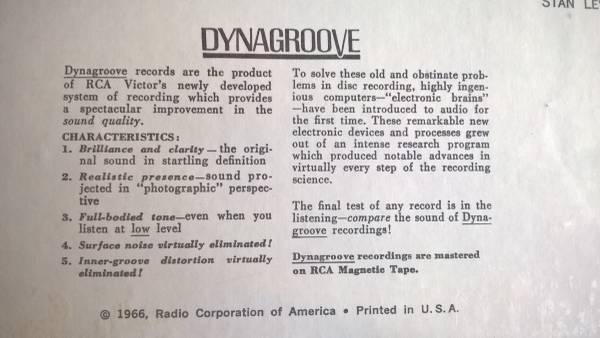 STAN LE
DYNAGROOVE
Dynagroove records are the product
of RCA Victor's newly developed
system of recording which provides
a spectacular improvement in the
sound quality.
CHARACTERISTICS:
1. Brilliance and clarity—the origi-
nal sound in startling definition
2. Realistic presence—sound pro-
jected in "photographic" perspec-
tive
3. Full-bodied tone—even when you
listen at low level
4. Surface noise virtually eliminated!
5. Inner-groove distortion virtually
eliminated!
To solve these old and obstinate prob-
lems in disc recording, highly ingen-
ious computers—"electronic brains"
—have been introduced to audio for
the first time. These remarkable new
electronic devices and processes grew
out of an intense research program
which produced notable advances in
virtually every step of the recording
science.
The final test of any record is in the
listening—compare the sound of Dyna-
groove recordings!
Dynagroove recordings are mastered
on RCA Magnetic Tape.
© 1966, Radio Corporation of America • Printed in U.S.A.